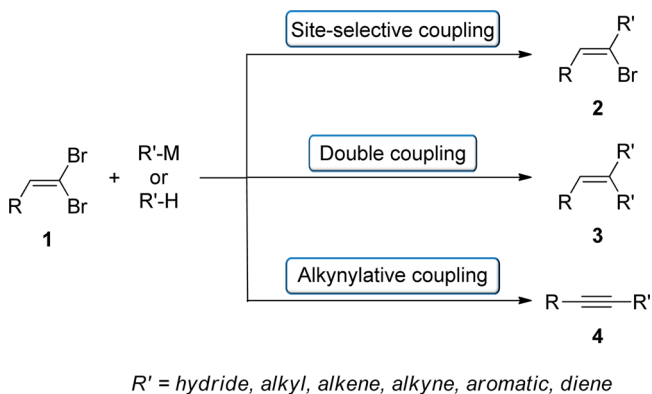 Site-selective coupling
R'
R
Br
2
Double coupling
Br
R
Br
1
+
R'-M
or
R'-H
R'
R
R'
3
Alkynylative coupling
R
R'
4
R' = hydride, alkyl, alkene, alkyne, aromatic, diene